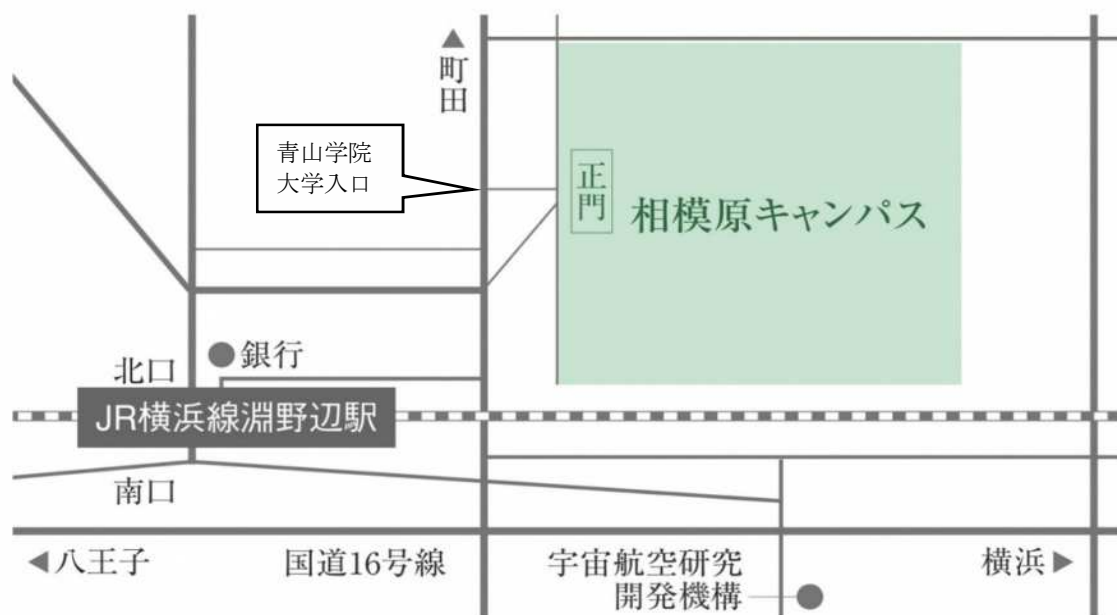 ▲
町田
青山学院
大学入口
正門
相模原キャンパス
●銀行
北口
JR横浜線淵野辺駅
南口
◀八王子
国道16号線
宇宙航空研究
開発機構
横浜▶